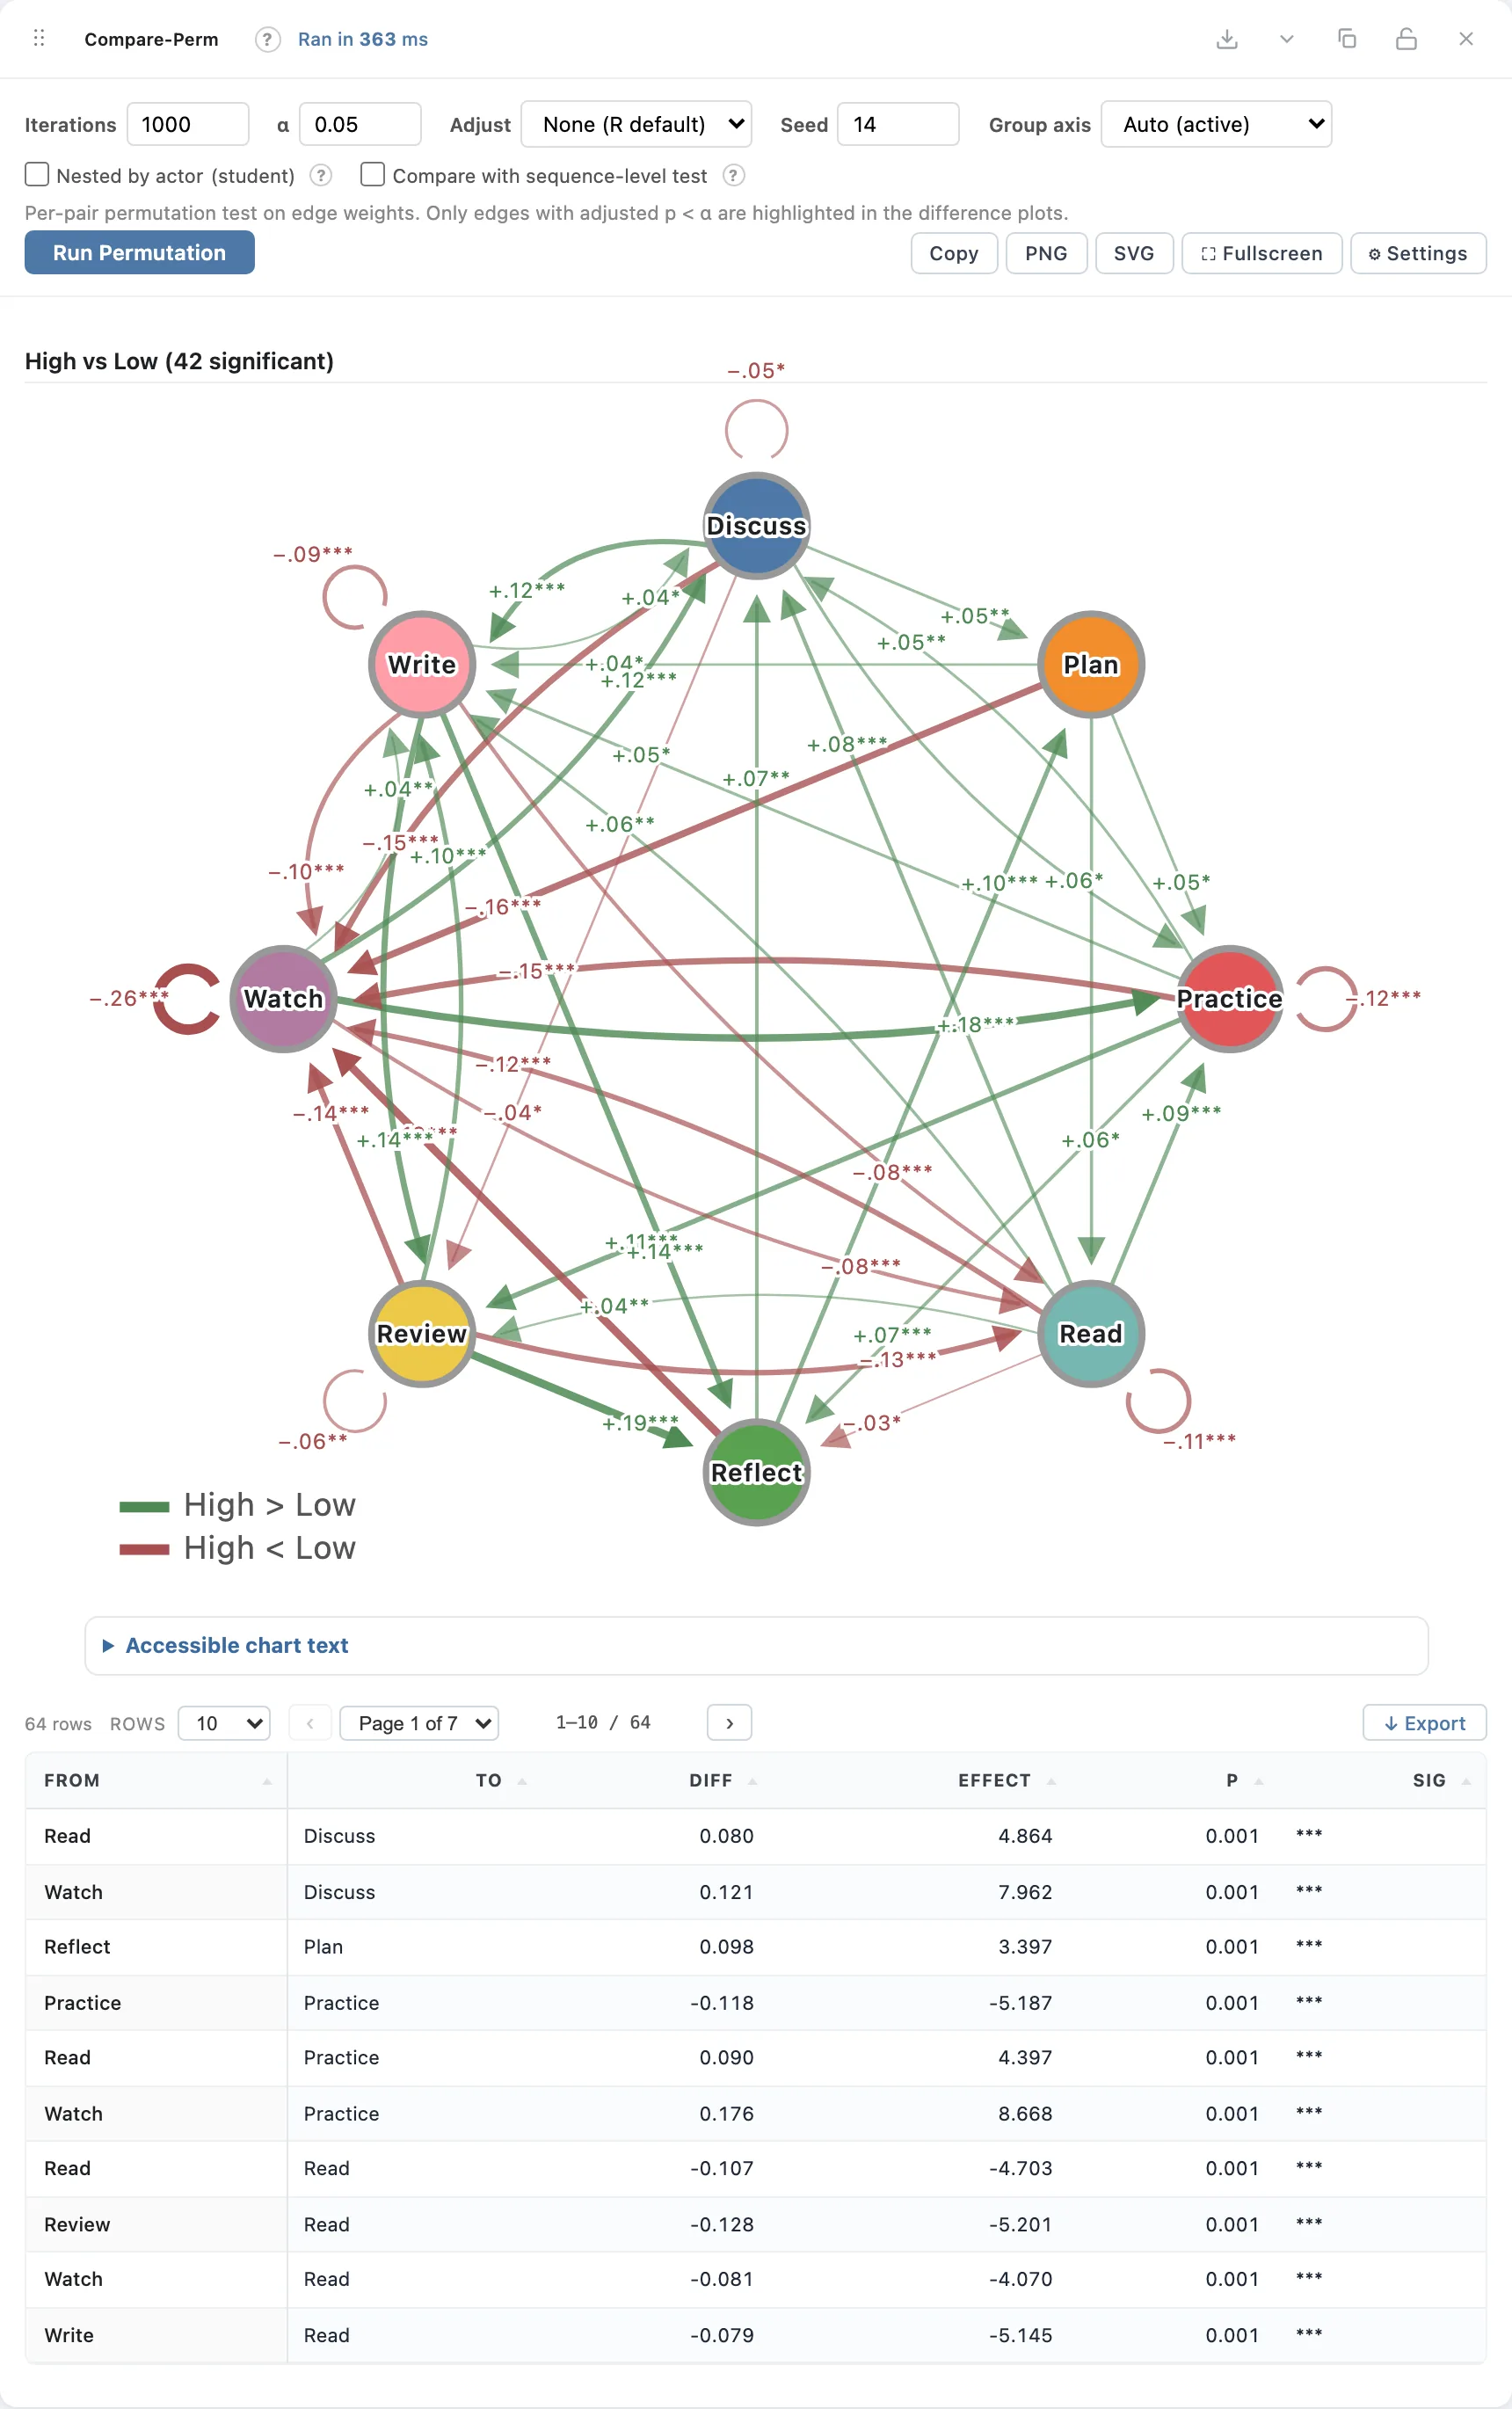 Compare-Perm ? Ran in 363 ms
Iterations 1000 α 0.05 Adjust None (R default) Seed 14 Group axis Auto (active)
Nested by actor (student) ? Compare with sequence-level test ?
Per-pair permutation test on edge weights. Only edges with adjusted p < α are highlighted in the difference plots.
Run Permutation Copy PNG SVG Fullscreen Settings
High vs Low (42 significant)
−.05*
Discuss
−.09***
+.12***
+.04*
+.05**
+.05**
Write
+.04*
Plan
+.12***
+.08***
+.05*
+.07**
+.04**
+.06**
−.15***
+.10***
−.10***
+.10***
+.06*
+.05*
−.16***
−.15***
−.26***
Watch
Practice
−.12***
+.18***
−.12***
−.14***
−.04*
+.09***
+.14***
+.06*
−.08***
+.11***
+.14***
−.08***
+.04**
Review
+.07***
Read
−.13***
+.19***
−.03*
−.06**
−.11***
Reflect
High > Low
High < Low
Accessible chart text
64 rows ROWS 10 ‹ Page 1 of 7 1–10 / 64 › ↓ Export
FROM TO DIFF EFFECT P SIG
Read Discuss 0.080 4.864 0.001 ***
Watch Discuss 0.121 7.962 0.001 ***
Reflect Plan 0.098 3.397 0.001 ***
Practice Practice -0.118 -5.187 0.001 ***
Read Practice 0.090 4.397 0.001 ***
Watch Practice 0.176 8.668 0.001 ***
Read Read -0.107 -4.703 0.001 ***
Review Read -0.128 -5.201 0.001 ***
Watch Read -0.081 -4.070 0.001 ***
Write Read -0.079 -5.145 0.001 ***